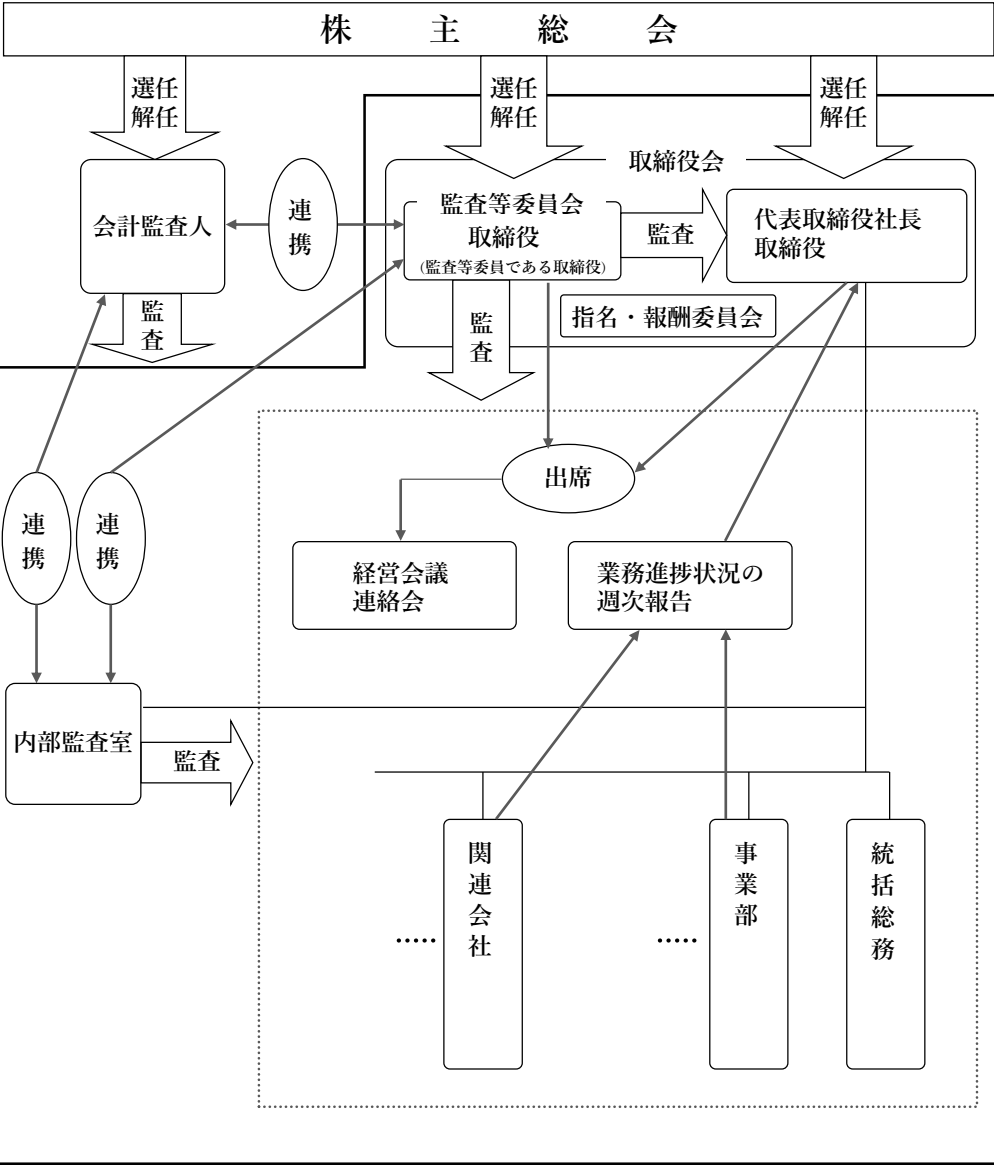 株主総会
選任
解任
選任
解任
選任
解任
取締役会
会計監査人
連
携
監査等委員会
取締役
(監査等委員である取締役)
監査
代表取締役社長
取締役
監
査
監
査
指名・報酬委員会
連
携
連
携
出席
経営会議
連絡会
業務進捗状況の
週次報告
内部監査室
監査
関連会社
.....
事業部
.....
統括総務